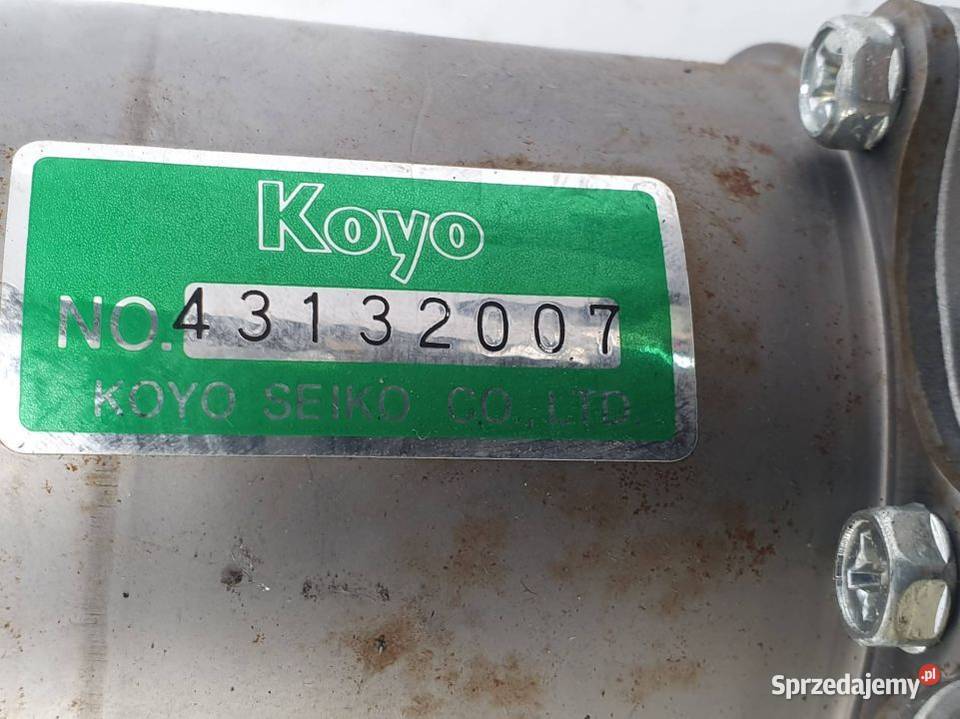 Koyo
NO. 43132007
KOYO SEIKO CO., LTD.
Sprzedajemy.pl